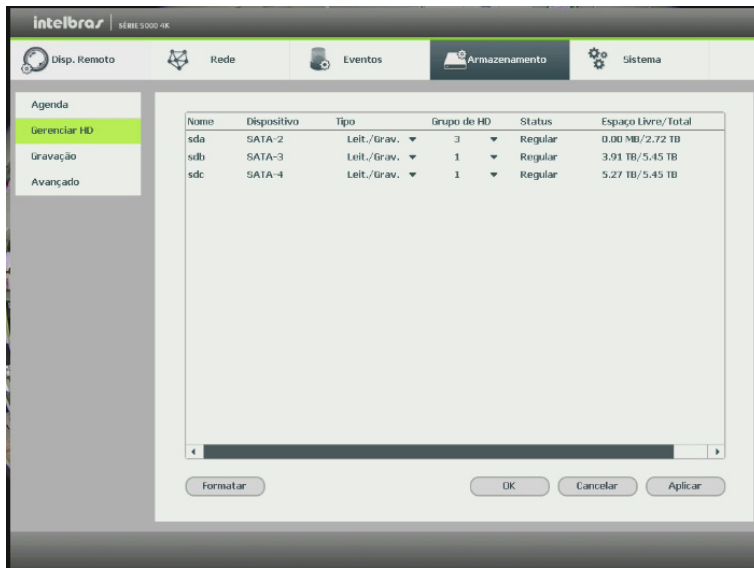 intelbras | SÉRIE 5000 4K
Disp. Remoto Rede Eventos Armazenamento Sistema
Agenda
Gerenciar HD
Gravação
Avançado
Nome Dispositivo Tipo Grupo de HD Status Espaço Livre/Total
sda SATA-2 Leit./Grav. 3 Regular 0.00 MB/2.72 TB
sdb SATA-3 Leit./Grav. 1 Regular 3.91 TB/5.45 TB
sdc SATA-4 Leit./Grav. 1 Regular 5.27 TB/5.45 TB
Formatar OK Cancelar Aplicar